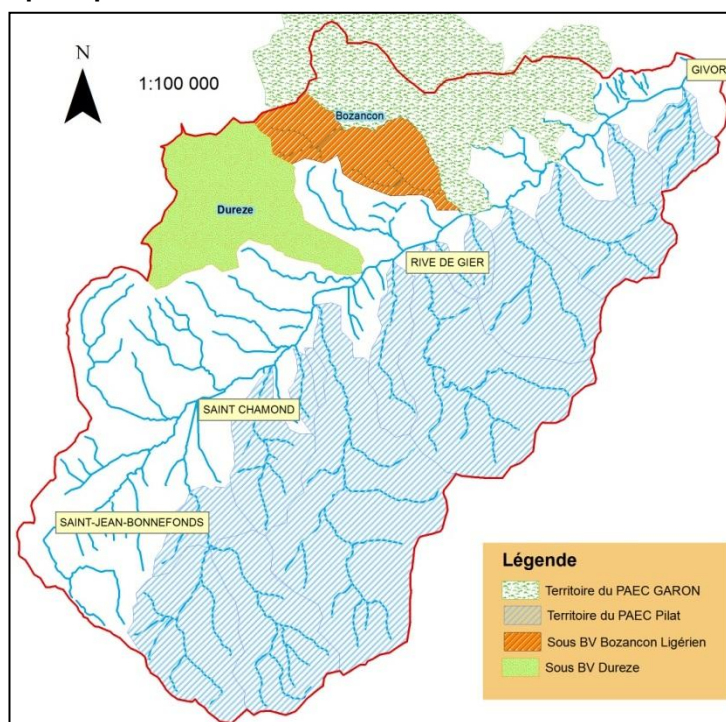 N
1:100 000
GIVOR
Bozancon
Dureze
RIVE DE GIER
SAINT CHAMOND
SAINT-JEAN-BONNEFONDS
Légende
Territoire du PAEC GARON
Territoire du PAEC Pilat
Sous BV Bozancon Ligérien
Sous BV Dureze